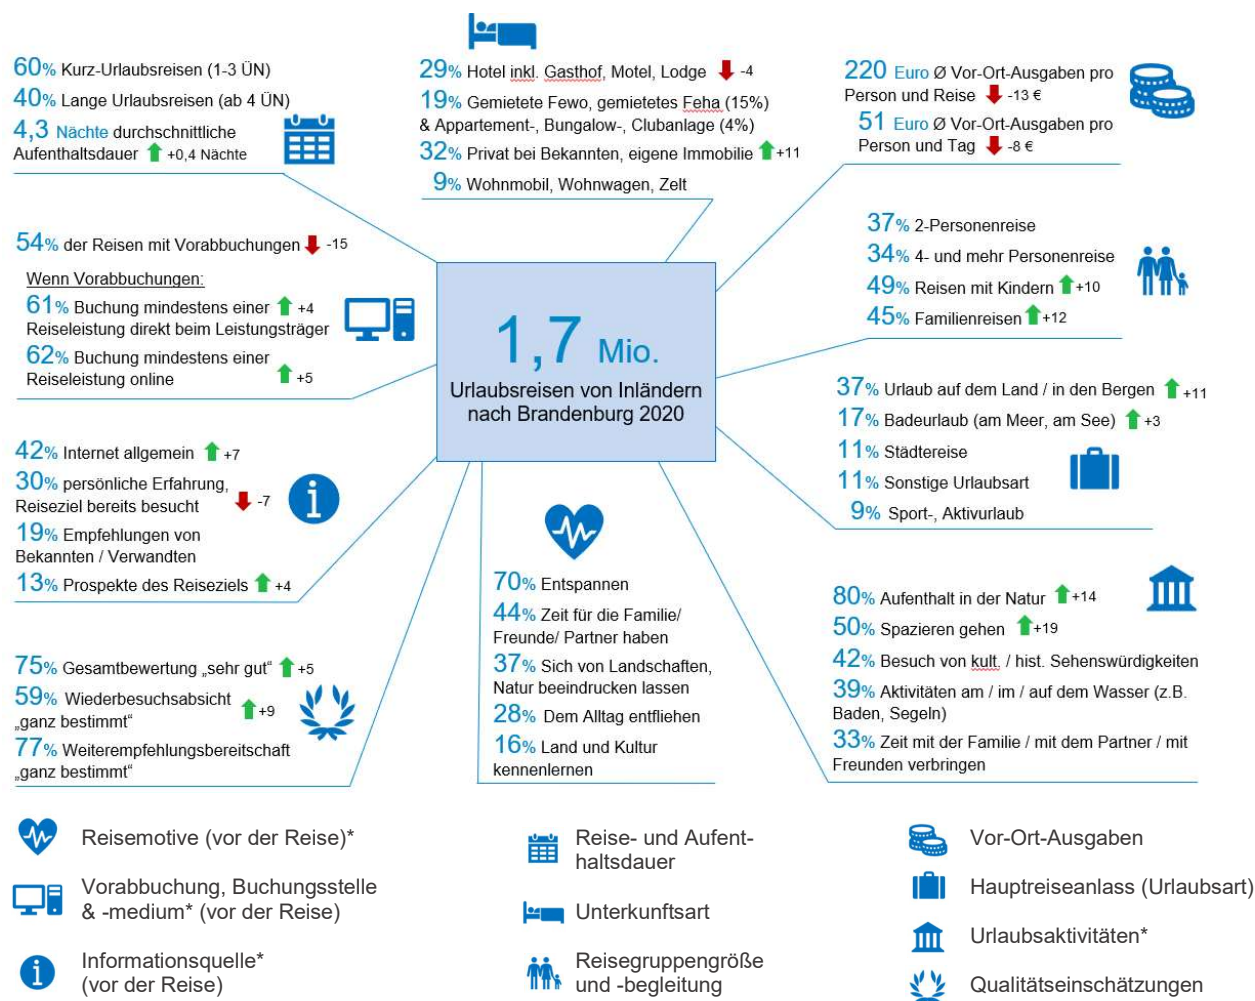 60% Kurz-Urlaubsreisen (1-3 ÜN)
40% Lange Urlaubsreisen (ab 4 ÜN)
4,3 Nächte durchschnittliche
Aufenthaltsdauer +0,4 Nächte
29% Hotel inkl. Gasthof, Motel, Lodge -4
19% Gemietete Fewo, gemietetes Feha (15%)
& Appartement-, Bungalow-, Clubanlage (4%)
32% Privat bei Bekannten, eigene Immobilie +11
9% Wohnmobil, Wohnwagen, Zelt
220 Euro Ø Vor-Ort-Ausgaben pro
Person und Reise -13 €
51 Euro Ø Vor-Ort-Ausgaben pro
Person und Tag -8 €
54% der Reisen mit Vorabbuchungen -15
Wenn Vorabbuchungen:
61% Buchung mindestens einer +4
Reiseleistung direkt beim Leistungsträger
62% Buchung mindestens einer
Reiseleistung online +5
1,7 Mio.
Urlaubsreisen von Inländern
nach Brandenburg 2020
37% 2-Personenreise
34% 4- und mehr Personenreise
49% Reisen mit Kindern +10
45% Familienreisen +12
37% Urlaub auf dem Land / in den Bergen +11
17% Badeurlaub (am Meer, am See) +3
11% Städtereise
11% Sonstige Urlaubsart
9% Sport-, Aktivurlaub
42% Internet allgemein +7
30% persönliche Erfahrung,
Reiseziel bereits besucht -7
19% Empfehlungen von
Bekannten / Verwandten
13% Prospekte des Reiseziels +4
70% Entspannen
44% Zeit für die Familie/
Freunde/ Partner haben
37% Sich von Landschaften,
Natur beeindrucken lassen
28% Dem Alltag entfliehen
16% Land und Kultur
kennenlernen
80% Aufenthalt in der Natur +14
50% Spazieren gehen +19
42% Besuch von kult. / hist. Sehenswürdigkeiten
39% Aktivitäten am / im / auf dem Wasser (z.B.
Baden, Segeln)
33% Zeit mit der Familie / mit dem Partner / mit
Freunden verbringen
75% Gesamtbewertung „sehr gut“ +5
59% Wiederbesuchsabsicht
„ganz bestimmt“ +9
77% Weiterempfehlungsbereitschaft
„ganz bestimmt“
Reisemotive (vor der Reise)*
Vorabbuchung, Buchungsstelle
& -medium* (vor der Reise)
Informationsquelle*
(vor der Reise)
Reise- und Aufent-
haltsdauer
Unterkunftsart
Reisegruppengröße
und -begleitung
Vor-Ort-Ausgaben
Hauptreiseanlass (Urlaubsart)
Urlaubsaktivitäten*
Qualitätseinschätzungen